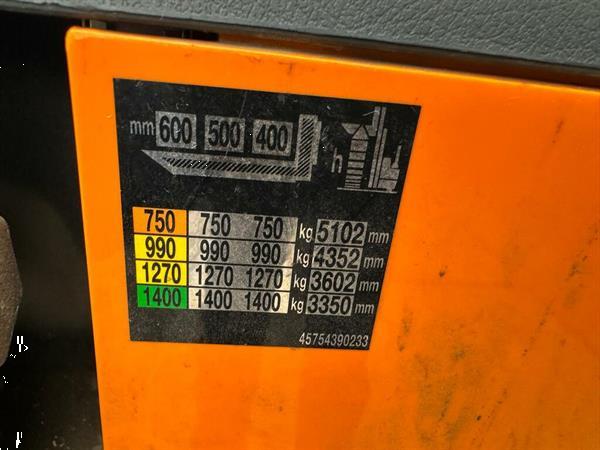 mm 600 500 400
h
750 750 750 kg 5102 mm
990 990 990 kg 4352 mm
1270 1270 1270 kg 3602 mm
1400 1400 1400 kg 3350 mm
45754390233